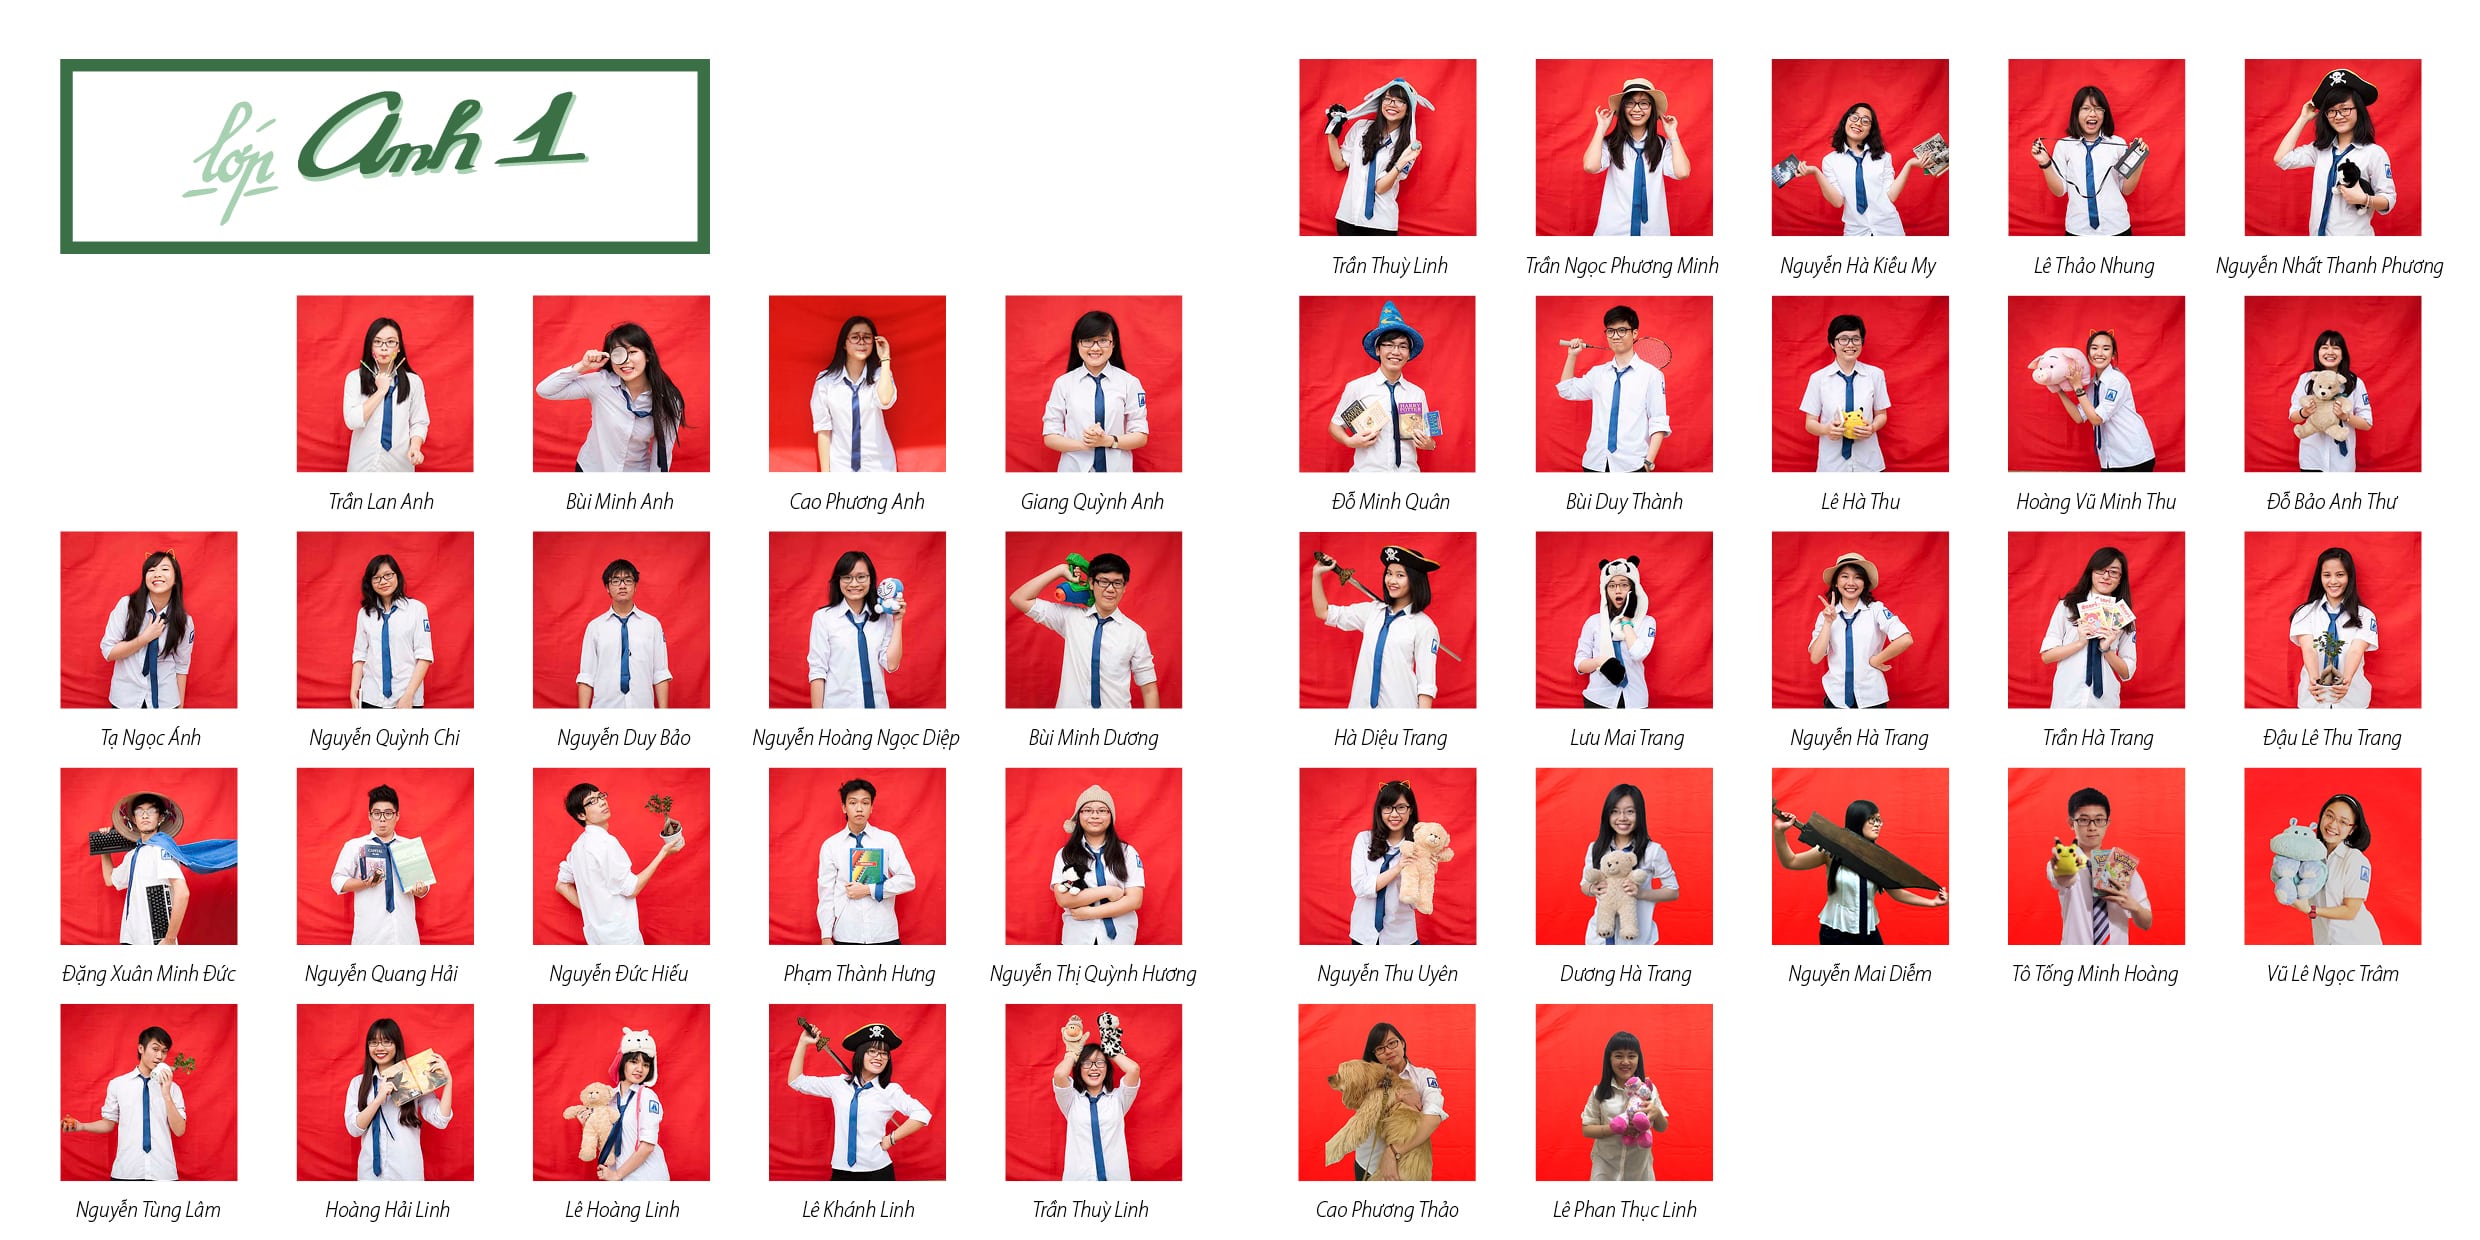 lớp Anh 1
Trần Lan Anh
Bùi Minh Anh
Cao Phương Anh
Giang Quỳnh Anh
Tạ Ngọc Ánh
Nguyễn Quỳnh Chi
Nguyễn Duy Bảo
Nguyễn Hoàng Ngọc Diệp
Bùi Minh Dương
Đặng Xuân Minh Đức
Nguyễn Quang Hải
Nguyễn Đức Hiếu
Phạm Thành Hưng
Nguyễn Thị Quỳnh Hương
Nguyễn Tùng Lâm
Hoàng Hải Linh
Lê Hoàng Linh
Lê Khánh Linh
Trần Thuỳ Linh
Trần Thuỳ Linh
Trần Ngọc Phương Minh
Nguyễn Hà Kiều My
Lê Thảo Nhung
Nguyễn Nhất Thanh Phương
HARRY POTTER
Đỗ Minh Quân
Bùi Duy Thành
Lê Hà Thu
Hoàng Vũ Minh Thu
Đỗ Bảo Anh Thư
Hà Diệu Trang
Lưu Mai Trang
Nguyễn Hà Trang
Trần Hà Trang
Đậu Lê Thu Trang
Nguyễn Thu Uyên
Dương Hà Trang
Nguyễn Mai Diễm
Tô Tống Minh Hoàng
Vũ Lê Ngọc Trâm
Cao Phương Thảo
Lê Phan Thục Linh